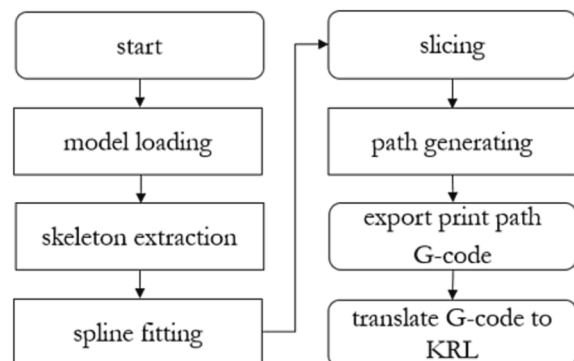 start
model loading
skeleton extraction
spline fitting
slicing
path generating
export print path
G-code
translate G-code to
KRL